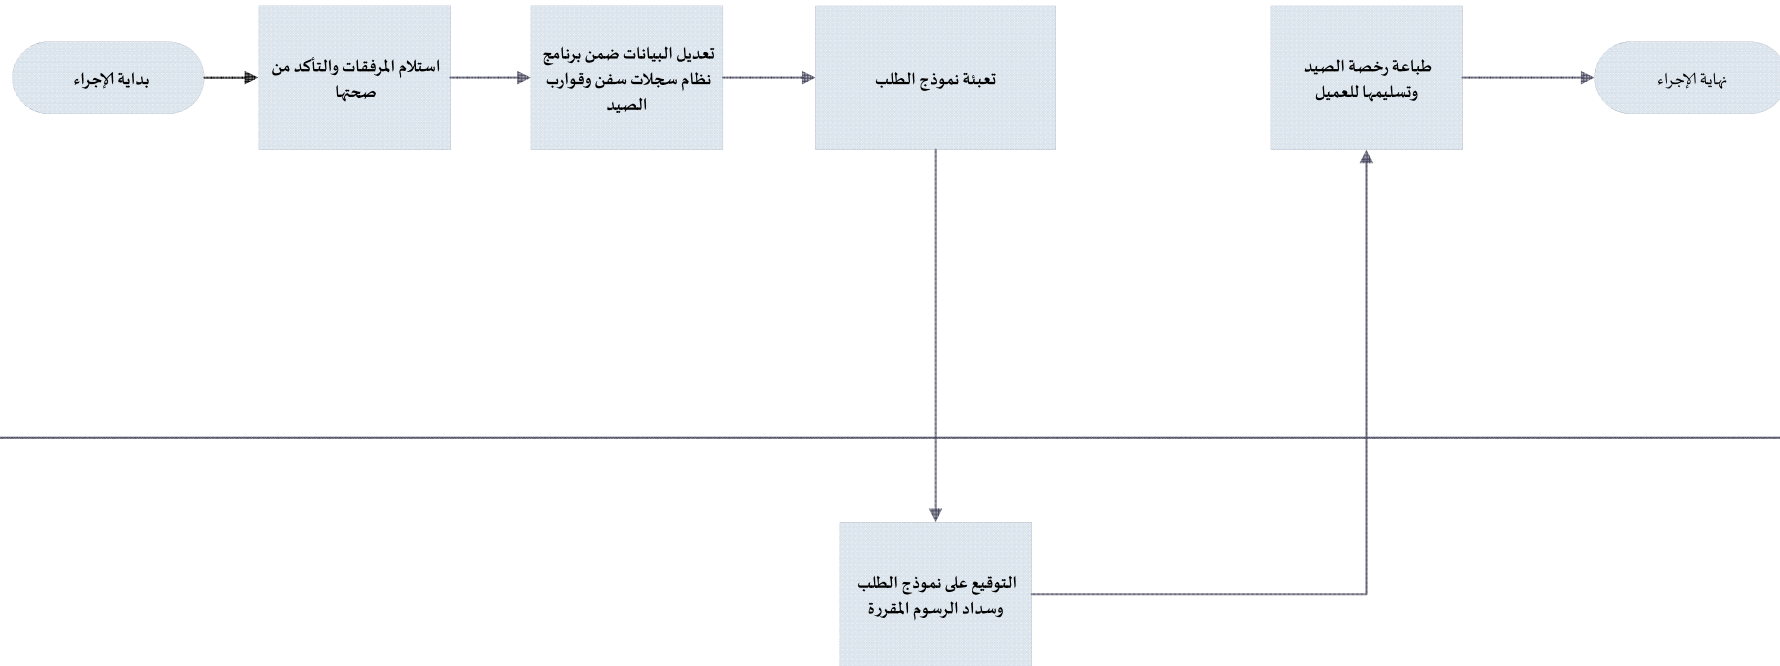 بداية الإجراء
استلام المرفقات والتأكد من
صحتها
تعديل البيانات ضمن برنامج
نظام سجلات سفن وقوارب
الصيد
تعبئة نموذج الطلب
التوقيع على نموذج الطلب
وسداد الرسوم المقررة
طباعة رخصة الصيد
وتسليمها للعميل
نهاية الإجراء